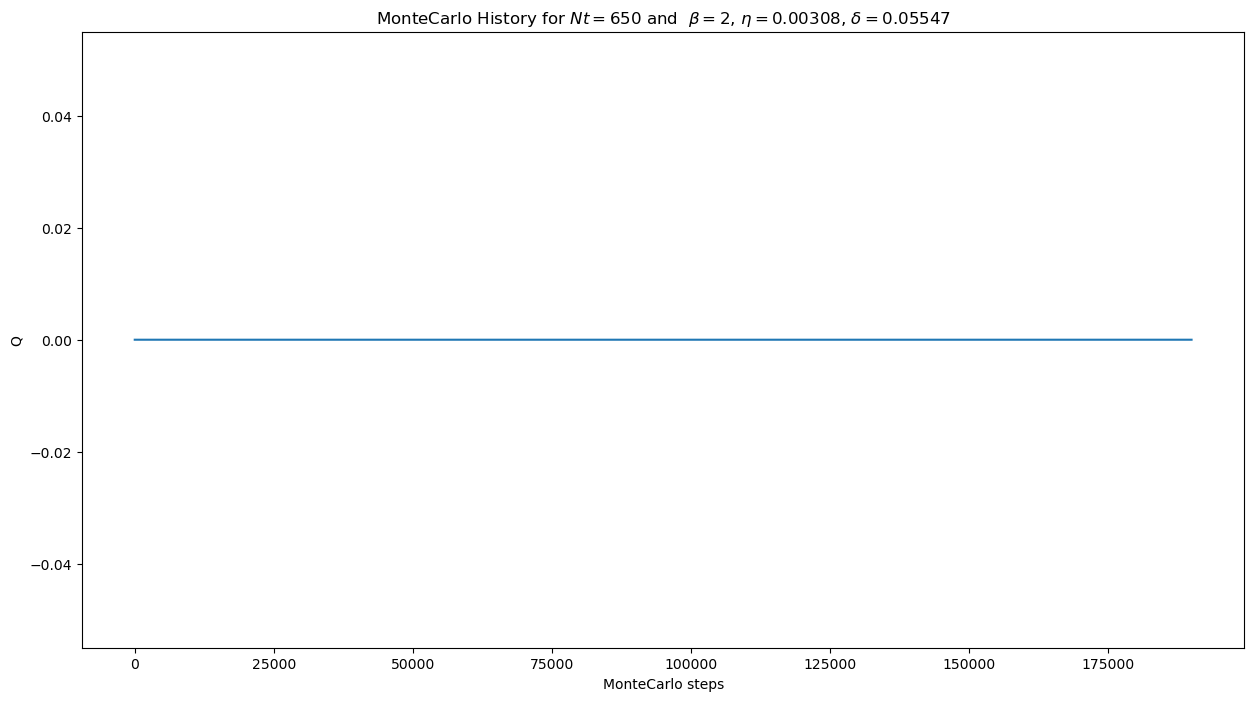 MonteCarlo History for Nt = 650 and β = 2, η = 0.00308, δ = 0.05547
Q
0.04
0.02
0.00
−0.02
−0.04
0 25000 50000 75000 100000 125000 150000 175000
MonteCarlo steps